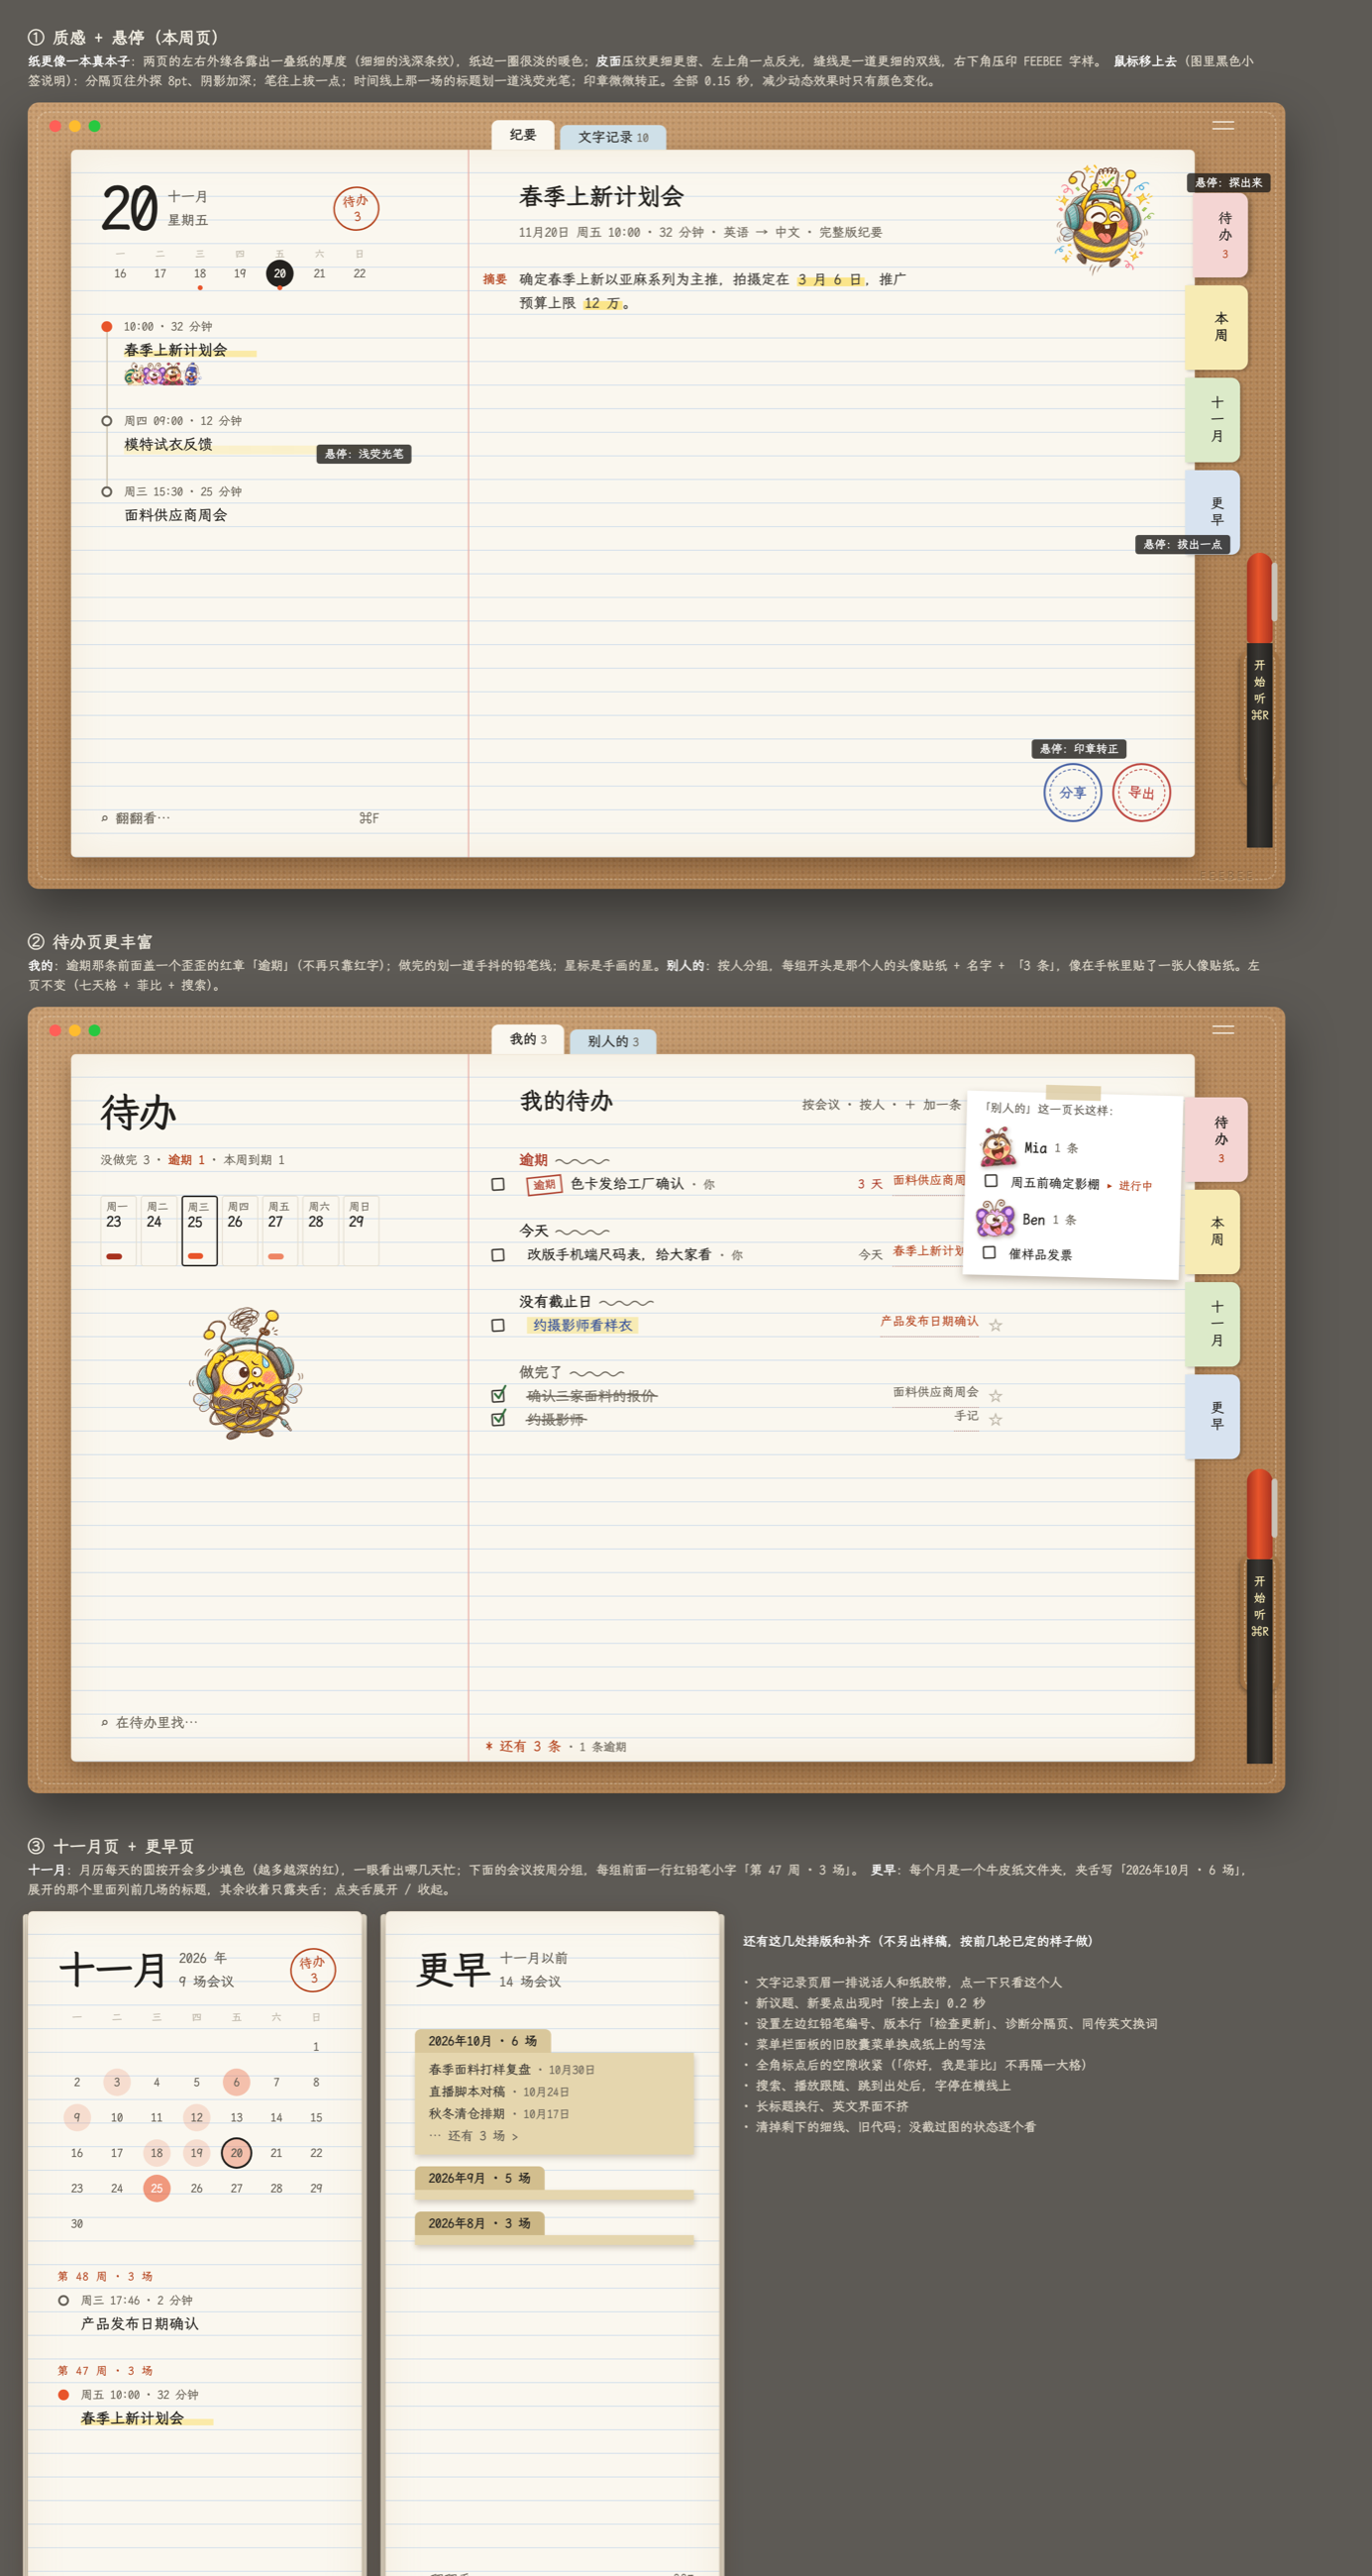 ① 质感 + 悬停（本周页）
纸更像一本真本子：两页的左右外缘各露出一叠纸的厚度（细细的浅深条纹），纸边一圈很淡的暖色；皮面压纹更细更密、左上角一点反光，缝线是一道更细的双线，右下角压印 FEEBEE 字样。 鼠标移上去（图里黑色小
签说明）：分隔页往外探 8pt、阴影加深；笔往上拔一点；时间线上那一场的标题划一道浅荧光笔；印章微微转正。全部 0.15 秒，减少动态效果时只有颜色变化。
纪要
文字记录 10
20
十一月
星期五
待办
3
一 二 三 四 五 六 日
16 17 18 19 20 21 22
10:00 · 32 分钟
春季上新计划会
周四 09:00 · 12 分钟
模特试衣反馈
悬停：浅荧光笔
周三 15:30 · 25 分钟
面料供应商周会
翻翻看…
⌘F
春季上新计划会
11月20日 周五 10:00 · 32 分钟 · 英语 → 中文 · 完整版纪要
摘要 确定春季上新以亚麻系列为主推，拍摄定在 3 月 6 日，推广
预算上限 12 万。
悬停：探出来
待办
3
本周
十一月
更早
悬停：拔出一点
开始听
⌘R
悬停：印章转正
分享
导出
FEEBEE
② 待办页更丰富
我的：逾期那条前面盖一个歪歪的红章「逾期」（不再只靠红字）；做完的划一道手抖的铅笔线；星标是手画的星。别人的：按人分组，每组开头是那个人的头像贴纸 + 名字 + 「3 条」，像在手帐里贴了一张人像贴纸。左
页不变（七天格 + 菲比 + 搜索）。
我的 3
别人的 3
待办
没做完 3 · 逾期 1 · 本周到期 1
周一 周二 周三 周五 周五 周六 周日
23 24 25 26 27 28 29
在待办里找…
我的待办
按会议 · 按人 · + 加一条
逾期
逾期 色卡发给工厂确认 · 你
3 天 面料供应商周
今天
改版手机端尺码表，给大家看 · 你
今天 春季上新计划
没有截止日
约摄影师看样衣
产品发布日期确认 ☆
做完了
确认三家面料的报价
面料供应商周会 ☆
约摄影师
手记 ☆
* 还有 3 条 · 1 条逾期
「别人的」这一页长这样：
Mia 1 条
周五前确定影棚 ▸ 进行中
Ben 1 条
催样品发票
待办
3
本周
十一月
更早
开始听
⌘R
③ 十一月页 + 更早页
十一月：月历每天的圆按开会多少填色（越多越深的红），一眼看出哪几天忙；下面的会议按周分组，每组前面一行红铅笔小字「第 47 周 · 3 场」。 更早：每个月是一个牛皮纸文件夹，夹舌写「2026年10月 · 6 场」，
展开的那个里面列前几场的标题，其余收着只露夹舌；点夹舌展开 / 收起。
十一月
2026 年
9 场会议
待办
3
一 二 三 四 五 六 日
1
2 3 4 5 6 7 8
9 10 11 12 13 14 15
16 17 18 19 20 21 22
23 24 25 26 27 28 29
30
第 48 周 · 3 场
周三 17:46 · 2 分钟
产品发布日期确认
第 47 周 · 3 场
周五 10:00 · 32 分钟
春季上新计划会
更早
十一月以前
14 场会议
2026年10月 · 6 场
春季面料打样复盘 · 10月30日
直播脚本对稿 · 10月24日
秋冬清仓排期 · 10月17日
… 还有 3 场 >
2026年9月 · 5 场
2026年8月 · 3 场
还有这几处排版和补齐（不另出样稿，按前几轮已定的样子做）
· 文字记录页眉一排说话人和纸胶带，点一下只看这个人
· 新议题、新要点出现时「按上去」0.2 秒
· 设置左边红铅笔编号、版本行「检查更新」、诊断分隔页、同传英文换词
· 菜单栏面板的旧胶囊菜单换成纸上的写法
· 全角标点后的空隙收紧（「你好，我是菲比」不再隔一大格）
· 搜索、播放跟随、跳到出处后，字停在横线上
· 长标题换行、英文界面不挤
· 清掉剩下的细线、旧代码；没截过图的状态逐个看